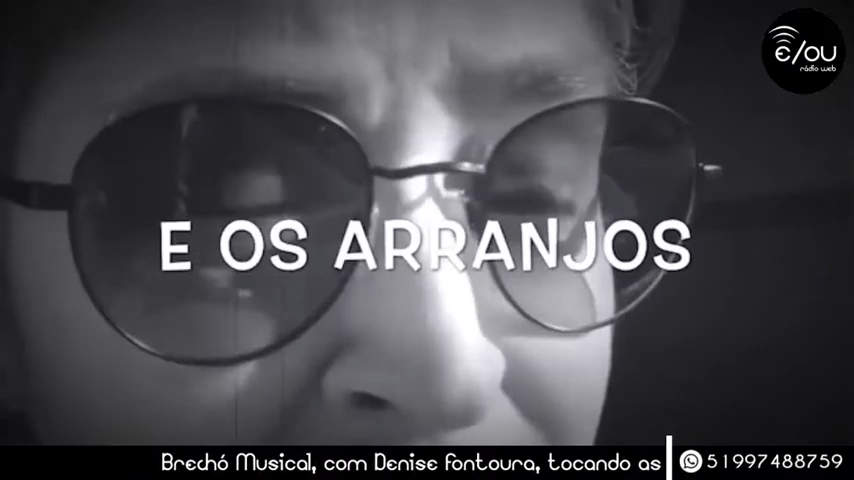 e/ou
rádio web
E OS ARRANJOS
Brechó Musical, com Denise Fontoura, tocando as
51997488759